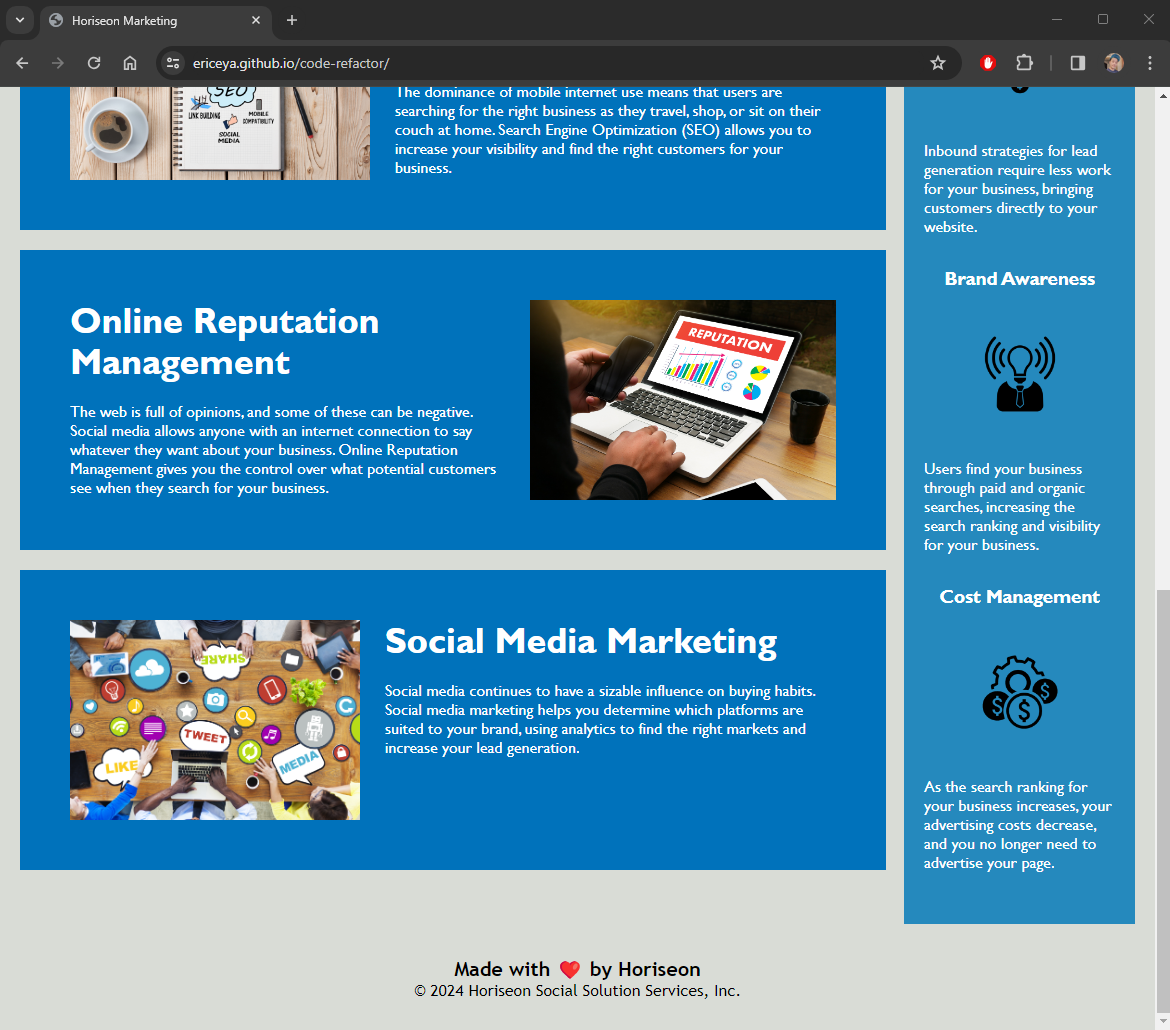 Horiseon Marketing
ericeya.github.io/code-refactor/
SEO
LINK BUILDING
MOBILE
COMPATIBILITY
SOCIAL
MEDIA
The dominance of mobile internet use means that users are
searching for the right business as they travel, shop, or sit on their
couch at home. Search Engine Optimization (SEO) allows you to
increase your visibility and find the right customers for your
business.
Online Reputation
Management
The web is full of opinions, and some of these can be negative.
Social media allows anyone with an internet connection to say
whatever they want about your business. Online Reputation
Management gives you the control over what potential customers
see when they search for your business.
REPUTATION
SHARE
TWEET
LIKE
MEDIA
Social Media Marketing
Social media continues to have a sizable influence on buying habits.
Social media marketing helps you determine which platforms are
suited to your brand, using analytics to find the right markets and
increase your lead generation.
Inbound strategies for lead
generation require less work
for your business, bringing
customers directly to your
website.
Brand Awareness
Users find your business
through paid and organic
searches, increasing the
search ranking and visibility
for your business.
Cost Management
$
$
$
As the search ranking for
your business increases, your
advertising costs decrease,
and you no longer need to
advertise your page.
Made with ❤️ by Horiseon
© 2024 Horiseon Social Solution Services, Inc.